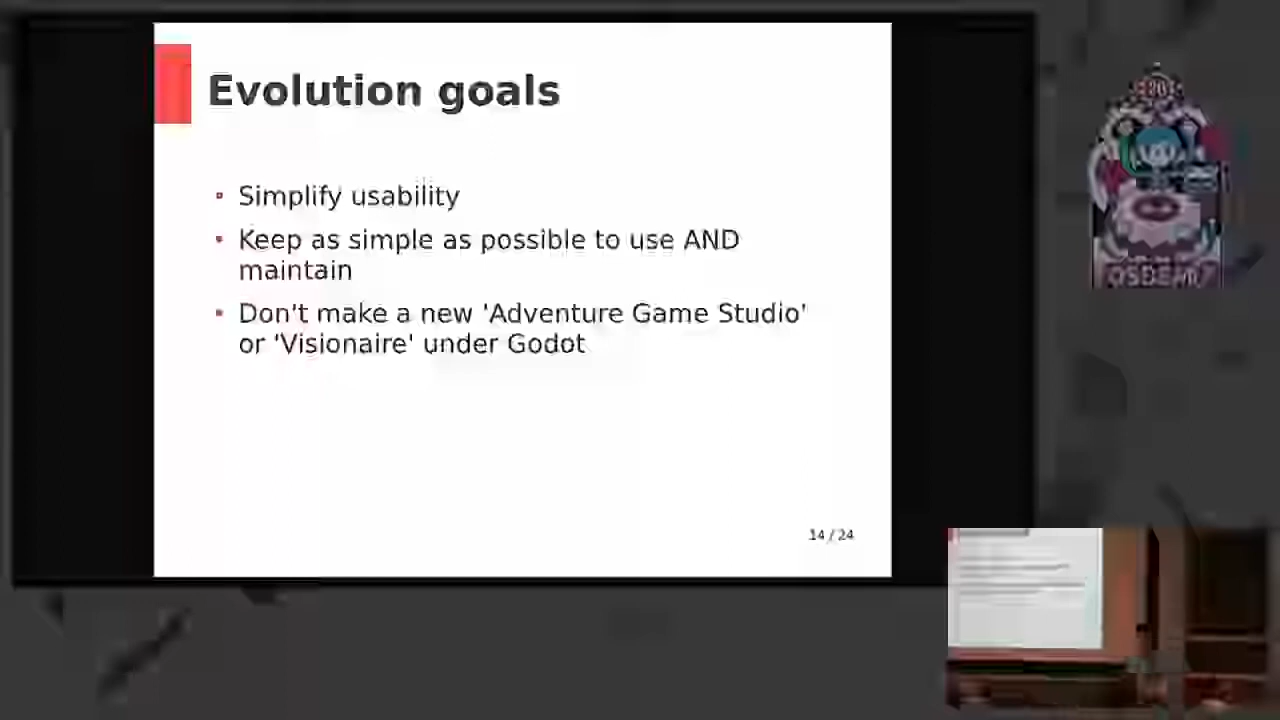 Evolution goals
Simplify usability
Keep as simple as possible to use AND
maintain
Don't make a new 'Adventure Game Studio'
or 'Visionaire' under Godot
14 / 24